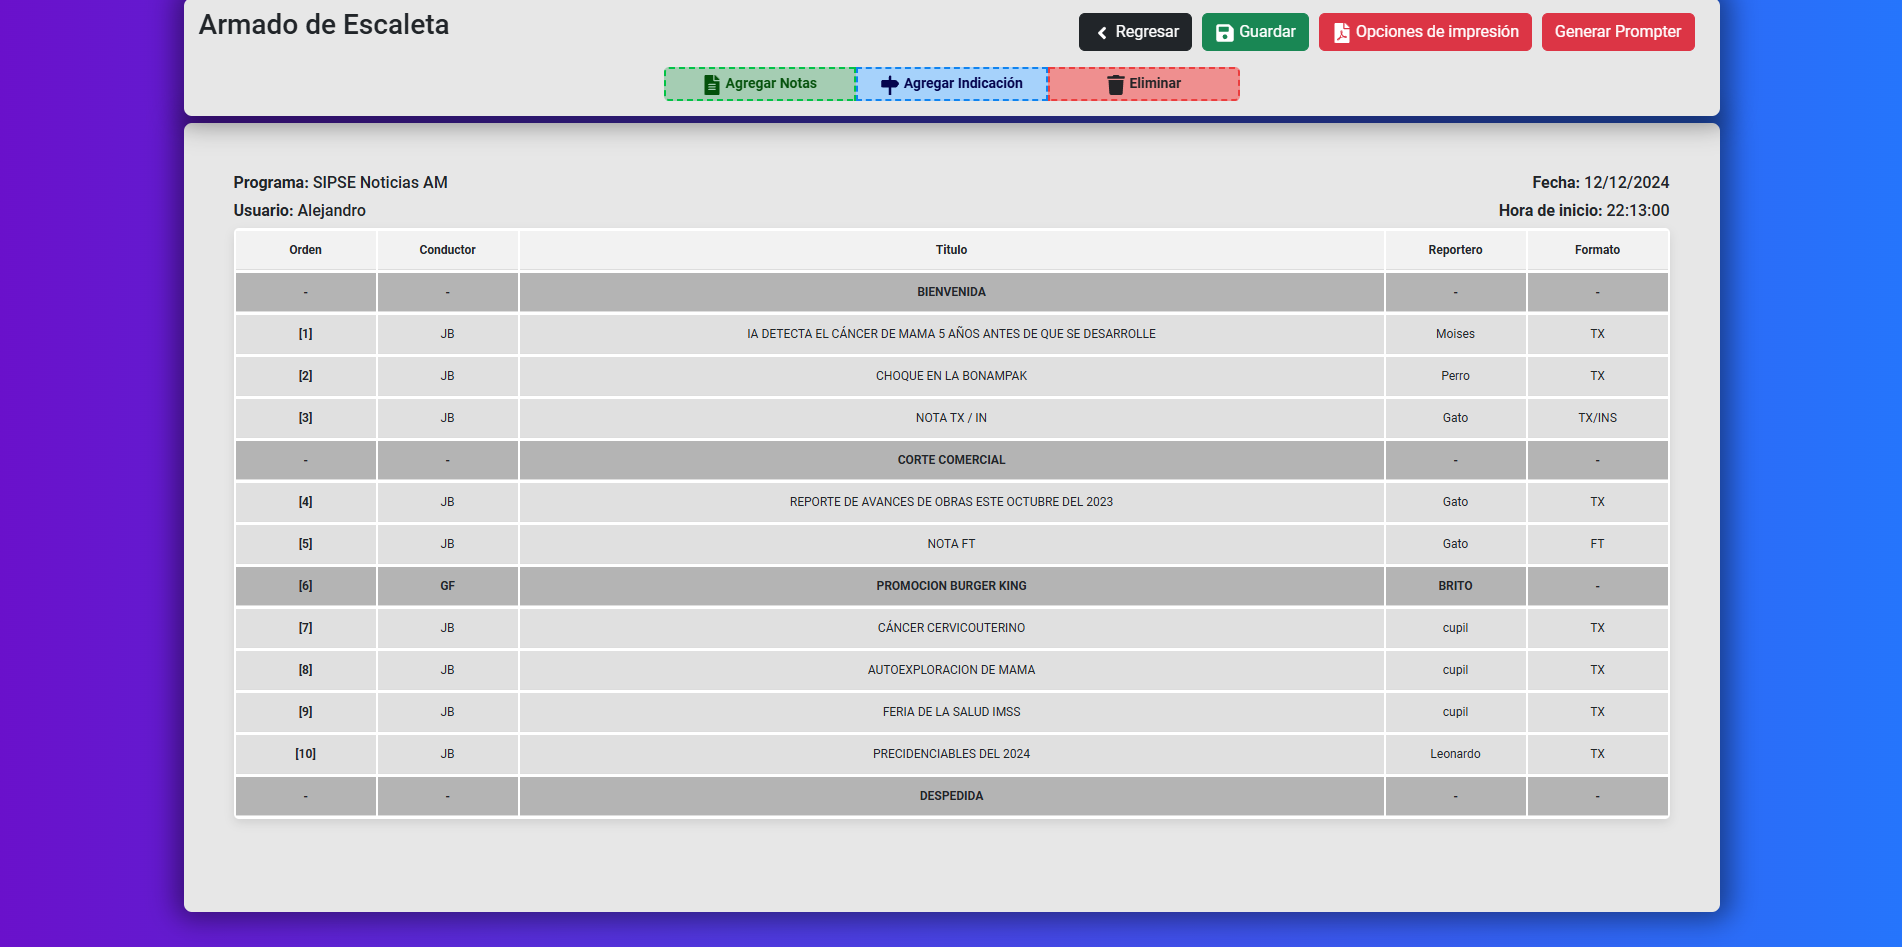 Armado de Escaleta
Regresar Guardar Opciones de impresión Generar Prompter
Agregar Notas Agregar Indicación Eliminar
Programa: SIPSE Noticias AM Fecha: 12/12/2024
Usuario: Alejandro Hora de inicio: 22:13:00
Orden Conductor Titulo Reportero Formato
- - BIENVENIDA - -
[1] JB IA DETECTA EL CÁNCER DE MAMA 5 AÑOS ANTES DE QUE SE DESARROLLE Moises TX
[2] JB CHOQUE EN LA BONAMPAK Perro TX
[3] JB NOTA TX / IN Gato TX/INS
- - CORTE COMERCIAL - -
[4] JB REPORTE DE AVANCES DE OBRAS ESTE OCTUBRE DEL 2023 Gato TX
[5] JB NOTA FT Gato FT
[6] GF PROMOCION BURGER KING BRITO -
[7] JB CÁNCER CERVICOUTERINO cupil TX
[8] JB AUTOEXPLORACION DE MAMA cupil TX
[9] JB FERIA DE LA SALUD IMSS cupil TX
[10] JB PRECIDENCIABLES DEL 2024 Leonardo TX
- - DESPEDIDA - -